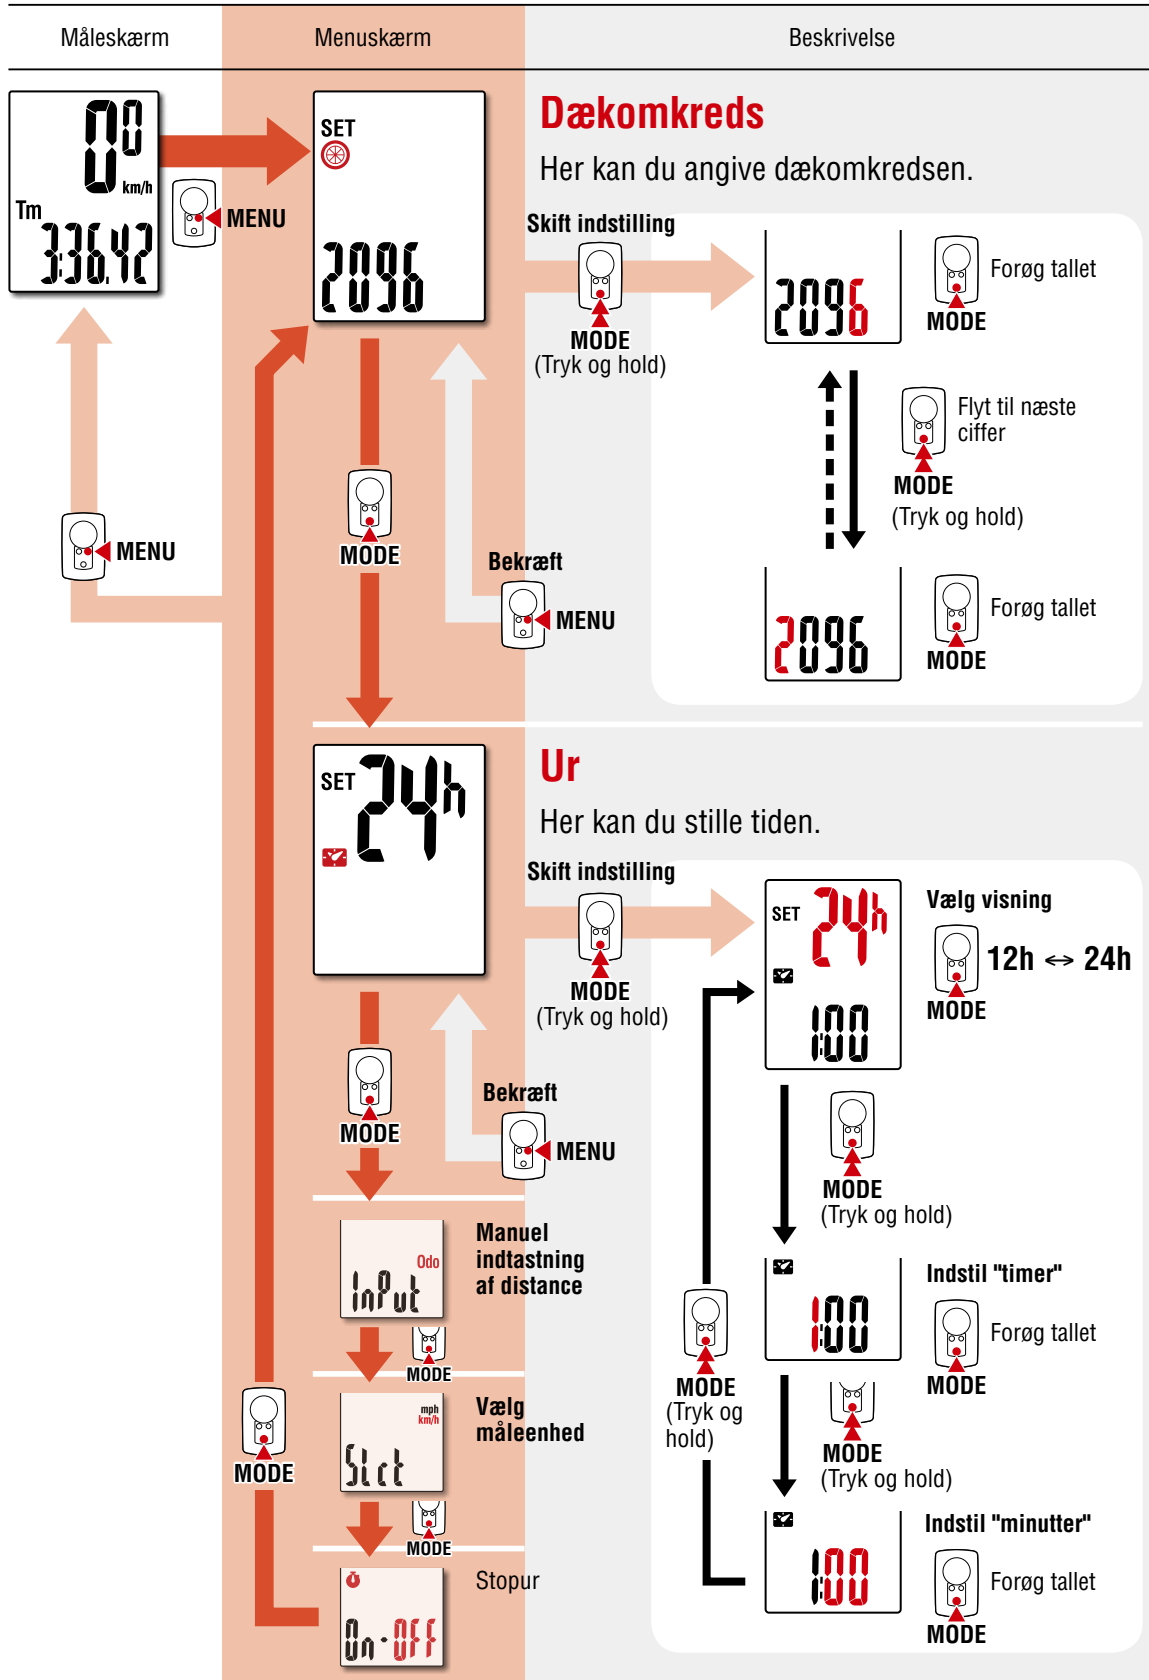 Måleskærm
Menuskærm
Beskrivelse
0 0
km/h
Tm
3:36.42
MENU
SET
2096
Dækomkreds
Her kan du angive dækomkredsen.
Skift indstilling
MODE
(Tryk og hold)
2096
Forøg tallet
MODE
Flyt til næste
ciffer
MODE
(Tryk og hold)
2096
Forøg tallet
MODE
MENU
MODE
Bekræft
MENU
SET
24h
Ur
Her kan du stille tiden.
Skift indstilling
MODE
(Tryk og hold)
SET
24h
1:00
Vælg visning
12h ↔ 24h
MODE
MODE
(Tryk og hold)
1:00
Indstil "timer"
Forøg tallet
MODE
MODE
(Tryk og hold)
MODE
(Tryk og
hold)
1:00
Indstil "minutter"
Forøg tallet
MODE
MODE
Bekræft
MENU
Odo
InPut
Manuel
indtastning
af distance
MODE
mph
km/h
Slct
Vælg
måleenhed
MODE
MODE
On-OFF
Stopur